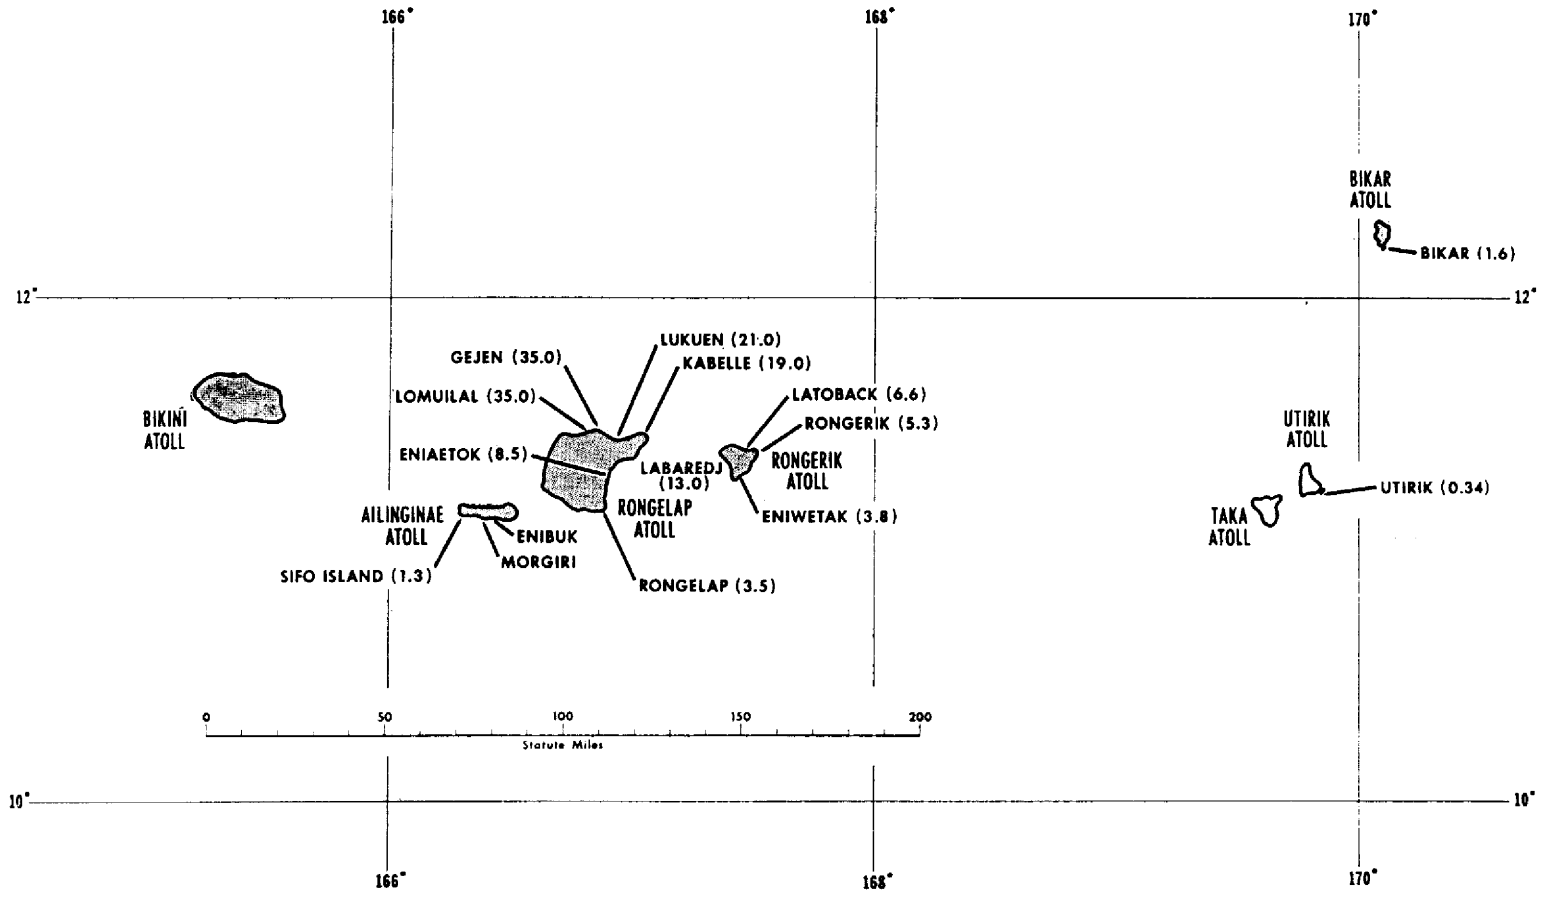 166°
168°
170°
BIKAR
ATOLL
BIKAR (1.6)
12°
12°
LUKUEN (21.0)
GEJEN (35.0)
KABELLE (19.0)
LOMUILAL (35.0)
LATOBACK (6.6)
RONGERIK (5.3)
BIKINI
ATOLL
UTIRIK
ATOLL
ENIAETOK (8.5)
LABAREDJ
(13.0)
RONGERIK
ATOLL
UTIRIK (0.34)
AILINGINAE
ATOLL
RONGELAP
ATOLL
ENIWETAK (3.8)
TAKA
ATOLL
ENIBUK
MORGIRI
SIFO ISLAND (1.3)
RONGELAP (3.5)
0 50 100 150 200
Statute Miles
10°
10°
166°
168°
170°